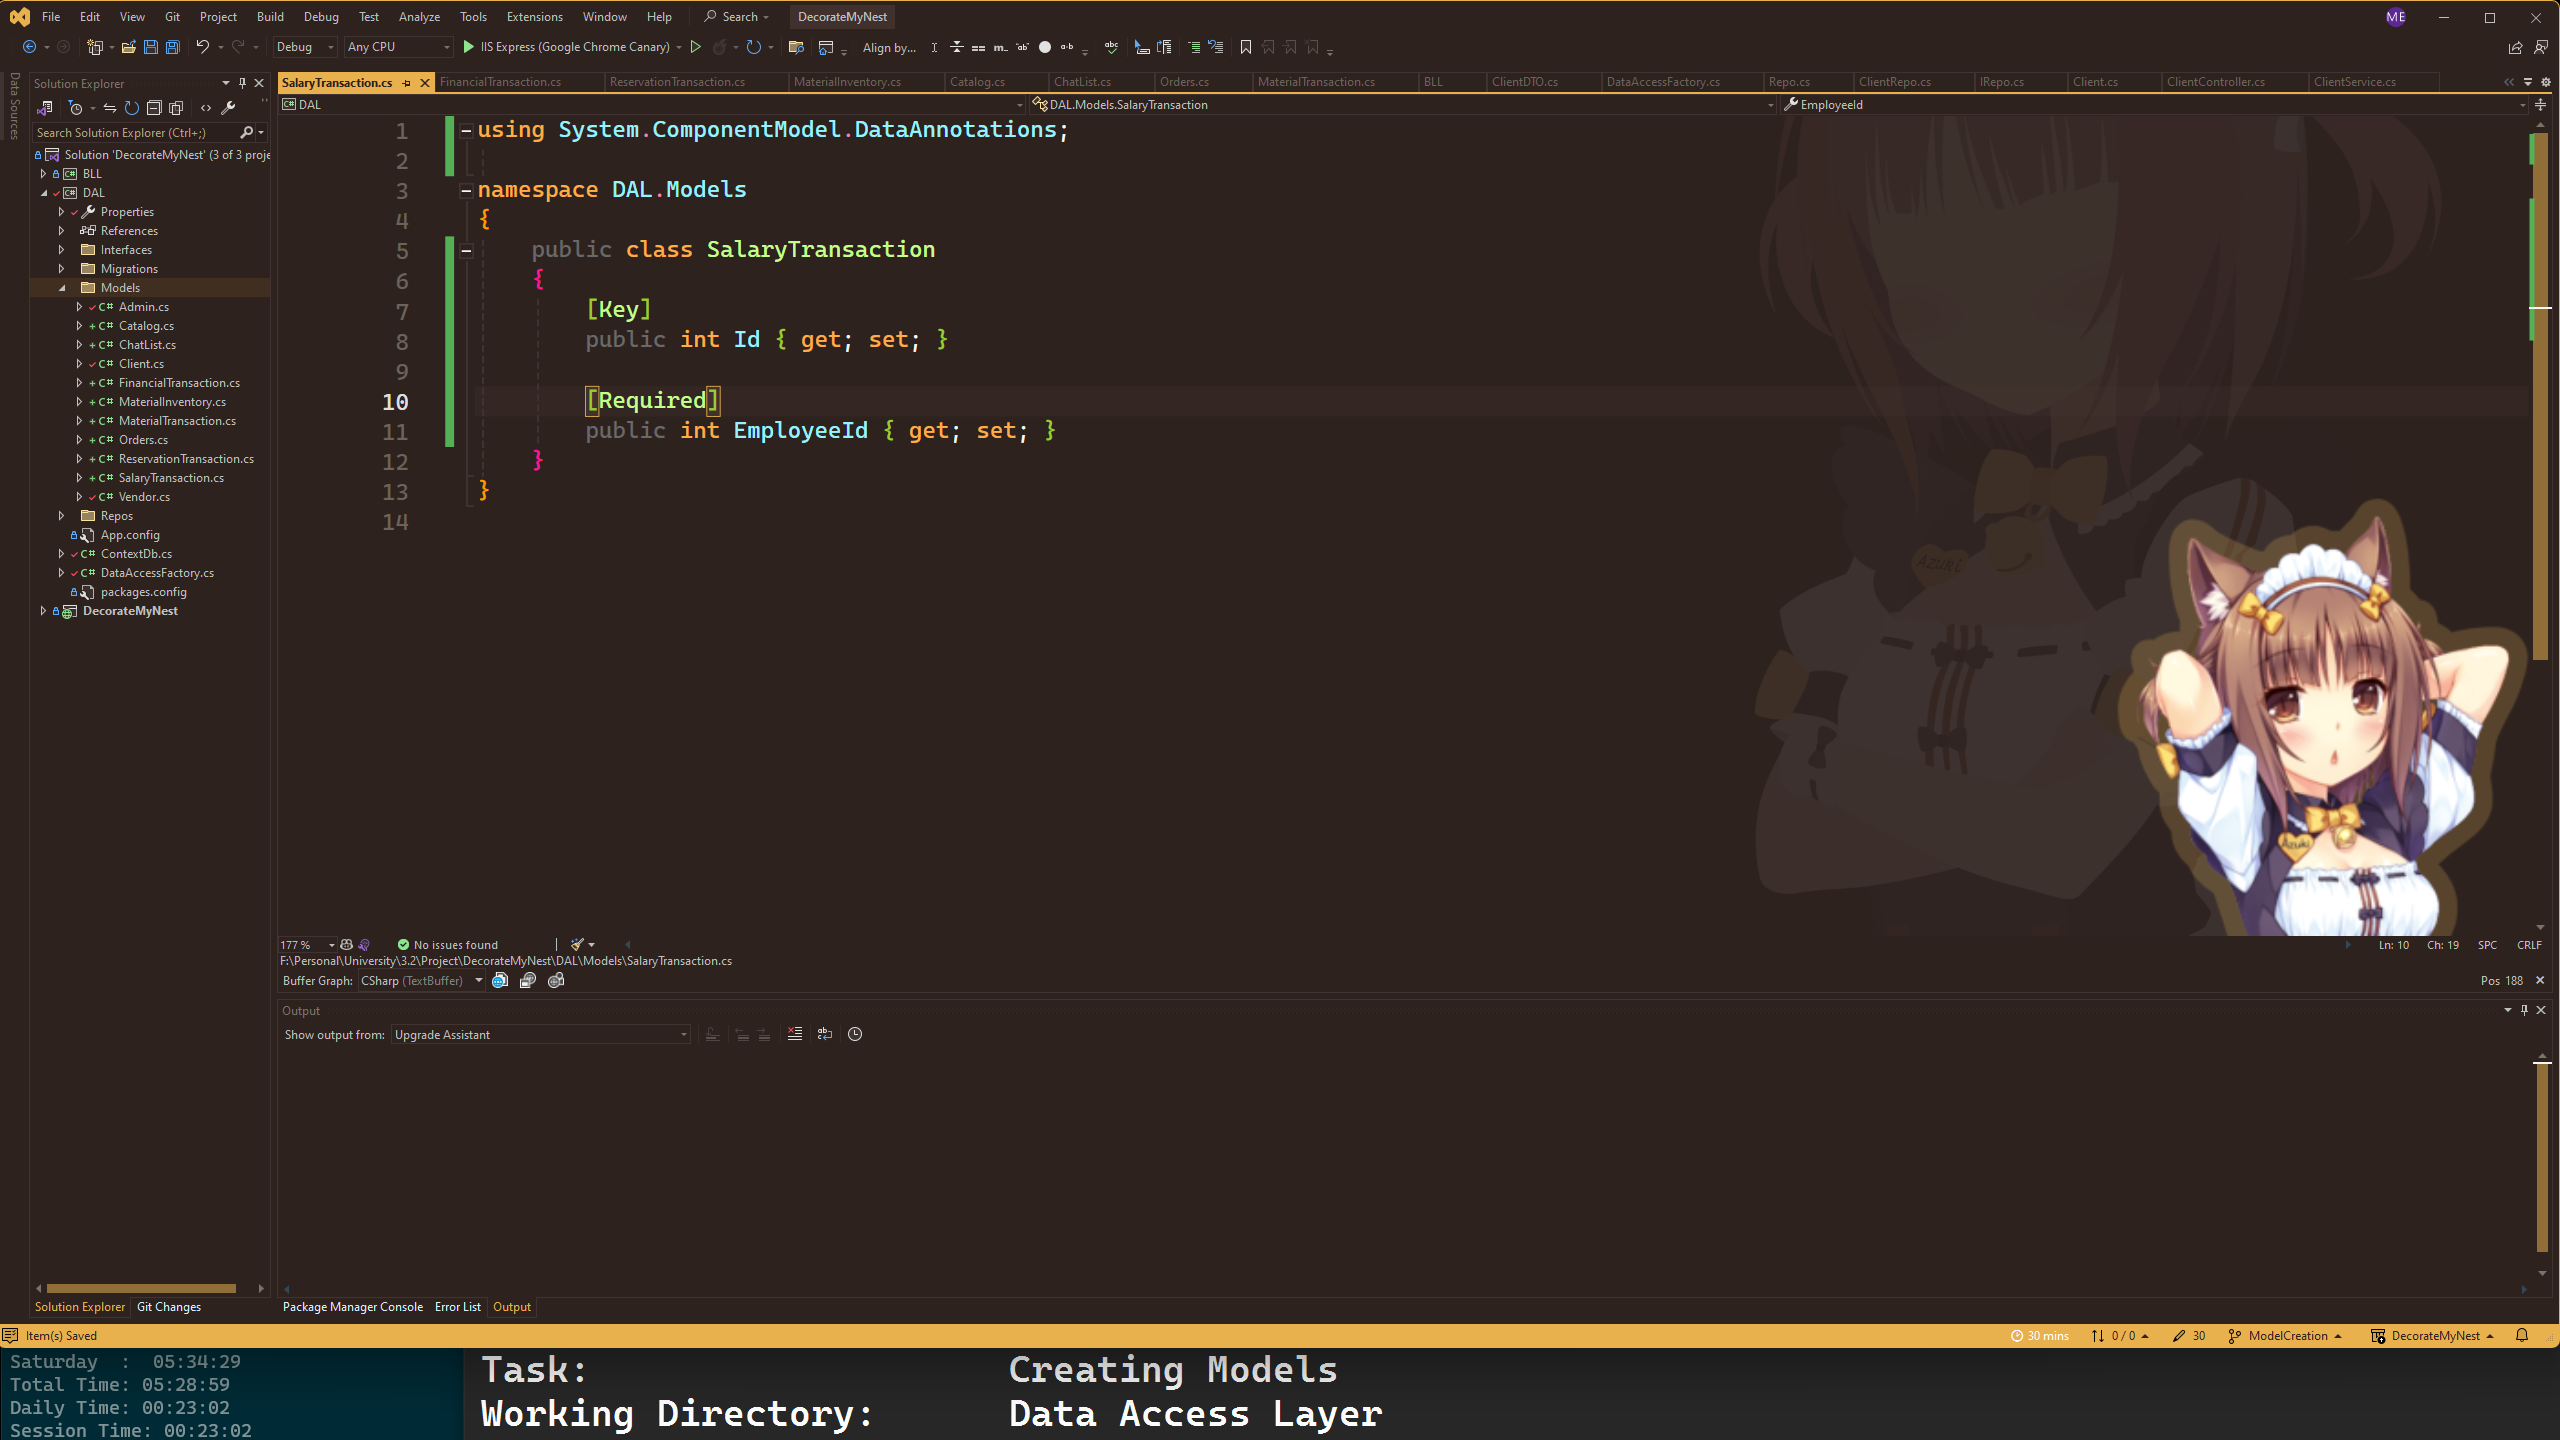 File Edit View Git Project Build Debug Test Analyze Tools Extensions Window Help Search DecorateMyNest ME
Debug Any CPU IIS Express (Google Chrome Canary) Align by...
Data Sources
Solution Explorer
Search Solution Explorer (Ctrl+;)
Solution 'DecorateMyNest' (3 of 3 proje
BLL
DAL
Properties
References
Interfaces
Migrations
Models
C# Admin.cs
C# Catalog.cs
C# ChatList.cs
C# Client.cs
C# FinancialTransaction.cs
C# MaterialInventory.cs
C# MaterialTransaction.cs
C# Orders.cs
C# ReservationTransaction.cs
C# SalaryTransaction.cs
C# Vendor.cs
Repos
App.config
C# ContextDb.cs
C# DataAccessFactory.cs
packages.config
DecorateMyNest
Solution Explorer Git Changes
SalaryTransaction.cs FinancialTransaction.cs ReservationTransaction.cs MaterialInventory.cs Catalog.cs ChatList.cs Orders.cs MaterialTransaction.cs BLL ClientDTO.cs DataAccessFactory.cs Repo.cs ClientRepo.cs IRepo.cs Client.cs ClientController.cs ClientService.cs
DAL DAL.Models.SalaryTransaction EmployeeId
1 using System.ComponentModel.DataAnnotations;
2
3 namespace DAL.Models
4 {
5 public class SalaryTransaction
6 {
7 [Key]
8 public int Id { get; set; }
9
10 [Required]
11 public int EmployeeId { get; set; }
12 }
13 }
14
Azuki
Azuki
177 % No issues found Ln: 10 Ch: 19 SPC CRLF
F:\Personal\University\3.2\Project\DecorateMyNest\DAL\Models\SalaryTransaction.cs
Buffer Graph: CSharp (TextBuffer) Pos 188
Output
Show output from: Upgrade Assistant
Package Manager Console Error List Output
Item(s) Saved 30 mins 0 / 0 30 ModelCreation DecorateMyNest
Saturday : 05:34:29
Total Time: 05:28:59
Daily Time: 00:23:02
Session Time: 00:23:02
Task: Creating Models
Working Directory: Data Access Layer